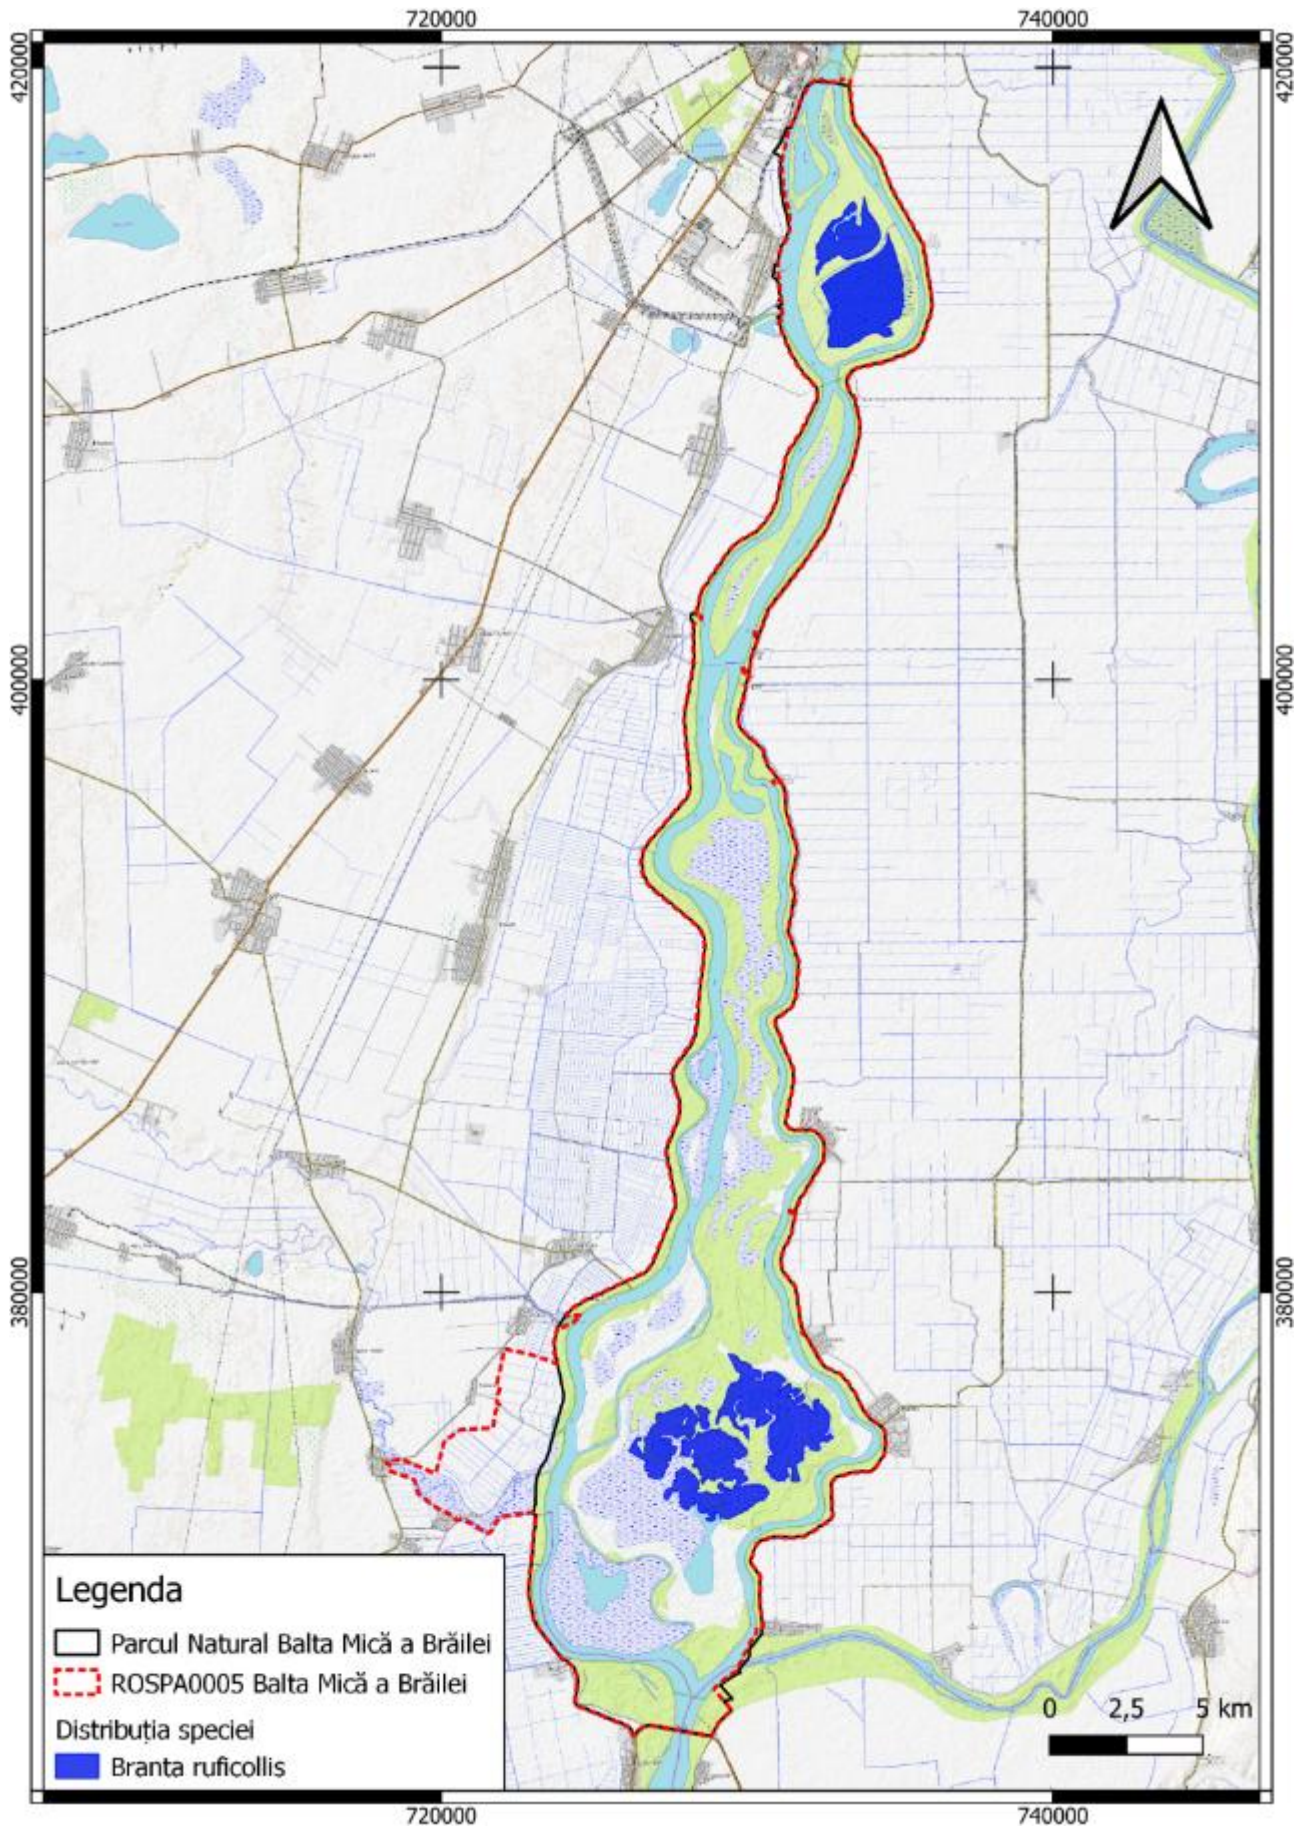 720000
740000
420000
420000
400000
400000
380000
380000
Legenda
Parcul Natural Balta Mică a Brăilei
ROSPA0005 Balta Mică a Brăilei
Distribuția speciei
Branta ruficollis
0 2,5 5 km
720000
740000